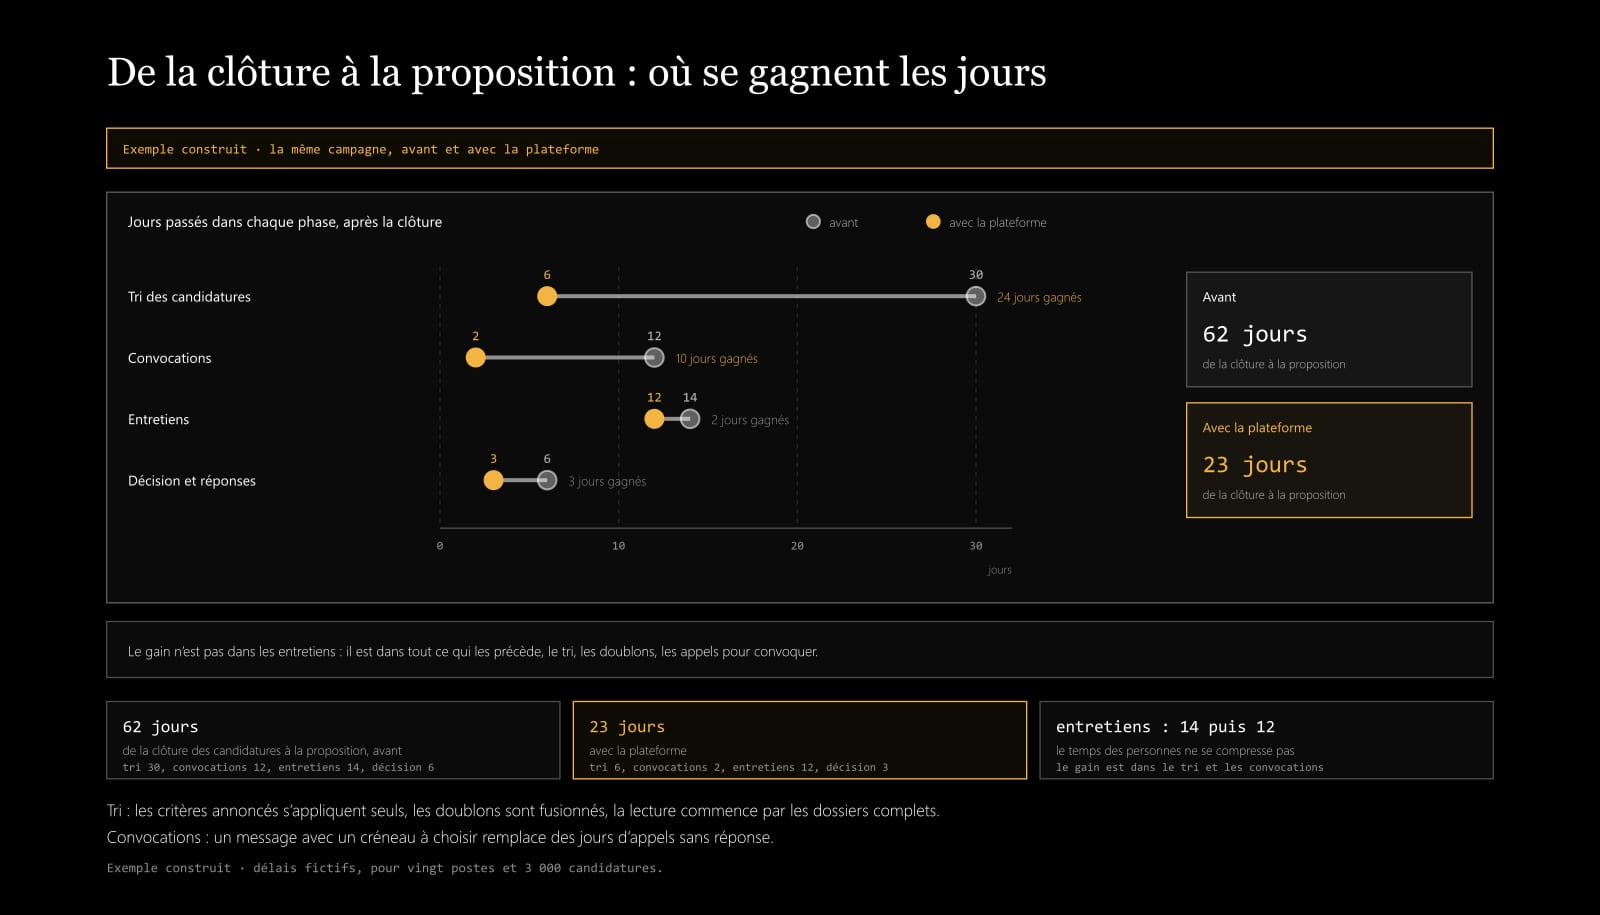 De la clôture à la proposition : où se gagnent les jours
Exemple construit · la même campagne, avant et avec la plateforme
Jours passés dans chaque phase, après la clôture
avant
avec la plateforme
Tri des candidatures
6
30
24 jours gagnés
Convocations
2
12
10 jours gagnés
Entretiens
12
14
2 jours gagnés
Décision et réponses
3
6
3 jours gagnés
0
10
20
30
jours
Avant
62 jours
de la clôture à la proposition
Avec la plateforme
23 jours
de la clôture à la proposition
Le gain n’est pas dans les entretiens : il est dans tout ce qui les précède, le tri, les doublons, les appels pour convoquer.
62 jours
de la clôture des candidatures à la proposition, avant
tri 30, convocations 12, entretiens 14, décision 6
23 jours
avec la plateforme
tri 6, convocations 2, entretiens 12, décision 3
entretiens : 14 puis 12
le temps des personnes ne se compresse pas
le gain est dans le tri et les convocations
Tri : les critères annoncés s’appliquent seuls, les doublons sont fusionnés, la lecture commence par les dossiers complets.
Convocations : un message avec un créneau à choisir remplace des jours d’appels sans réponse.
Exemple construit · délais fictifs, pour vingt postes et 3 000 candidatures.